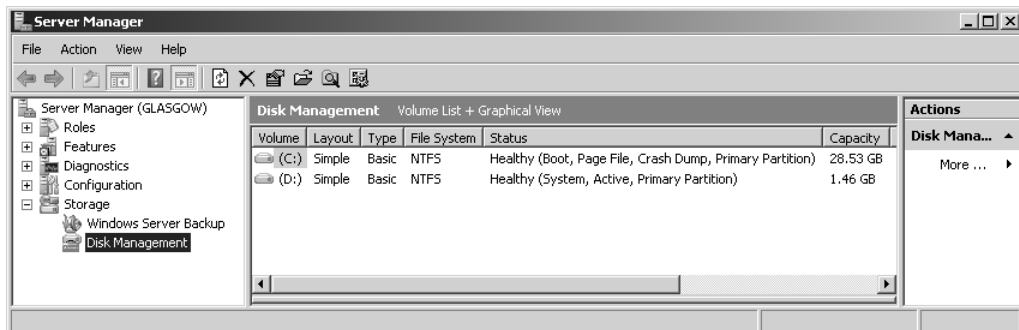 Server Manager
File Action View Help
Server Manager (GLASGOW)
Roles
Features
Diagnostics
Configuration
Storage
Windows Server Backup
Disk Management
Disk Management Volume List + Graphical View
Volume Layout Type File System Status Capacity
(C:) Simple Basic NTFS Healthy (Boot, Page File, Crash Dump, Primary Partition) 28.53 GB
(D:) Simple Basic NTFS Healthy (System, Active, Primary Partition) 1.46 GB
Actions
Disk Mana...
More ...